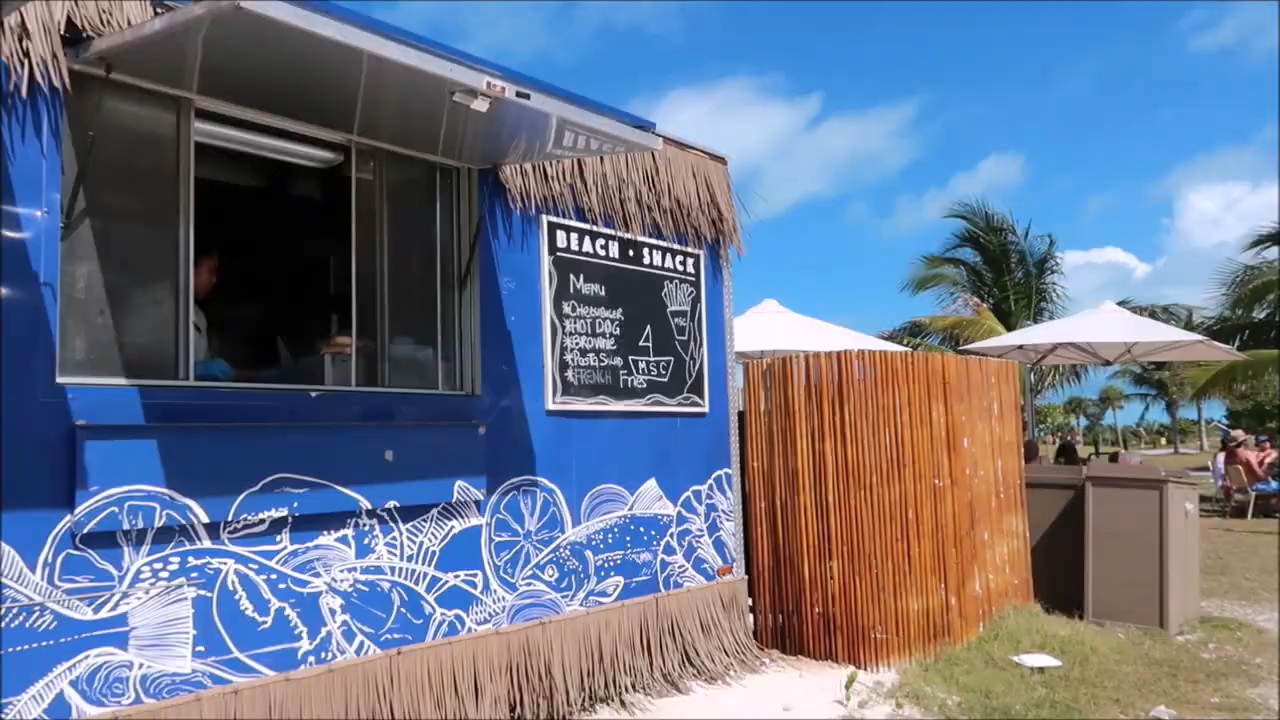 BEACH • SHACK
MENU
*Cheeseburger
*HOT DOG
*Brownie
*Pasta Salad
*FRENCH Fries
MSC
MSC